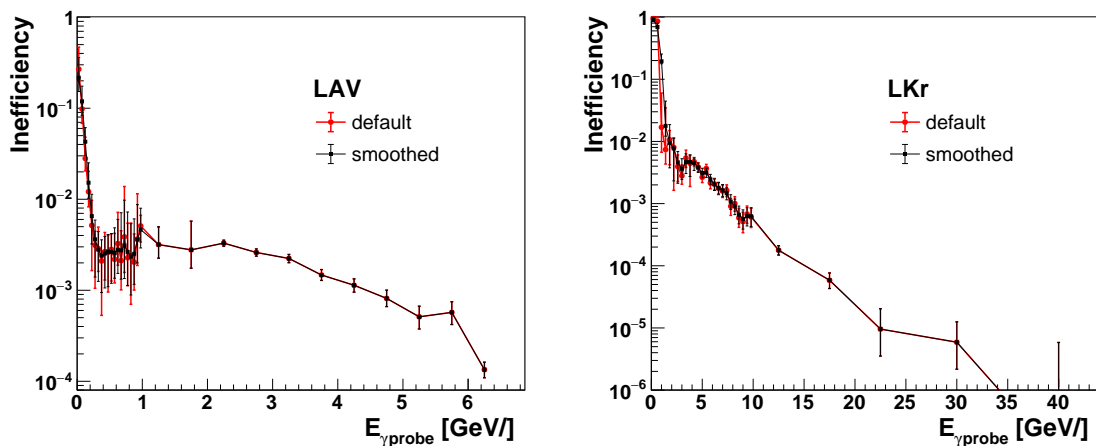 Inefficiency
1
10⁻¹
10⁻²
10⁻³
10⁻⁴
LAV
default
smoothed
0 1 2 3 4 5 6
E_γprobe [GeV/]
Inefficiency
1
10⁻¹
10⁻²
10⁻³
10⁻⁴
10⁻⁵
10⁻⁶
LKr
default
smoothed
0 5 10 15 20 25 30 35 40
E_γprobe [GeV/]